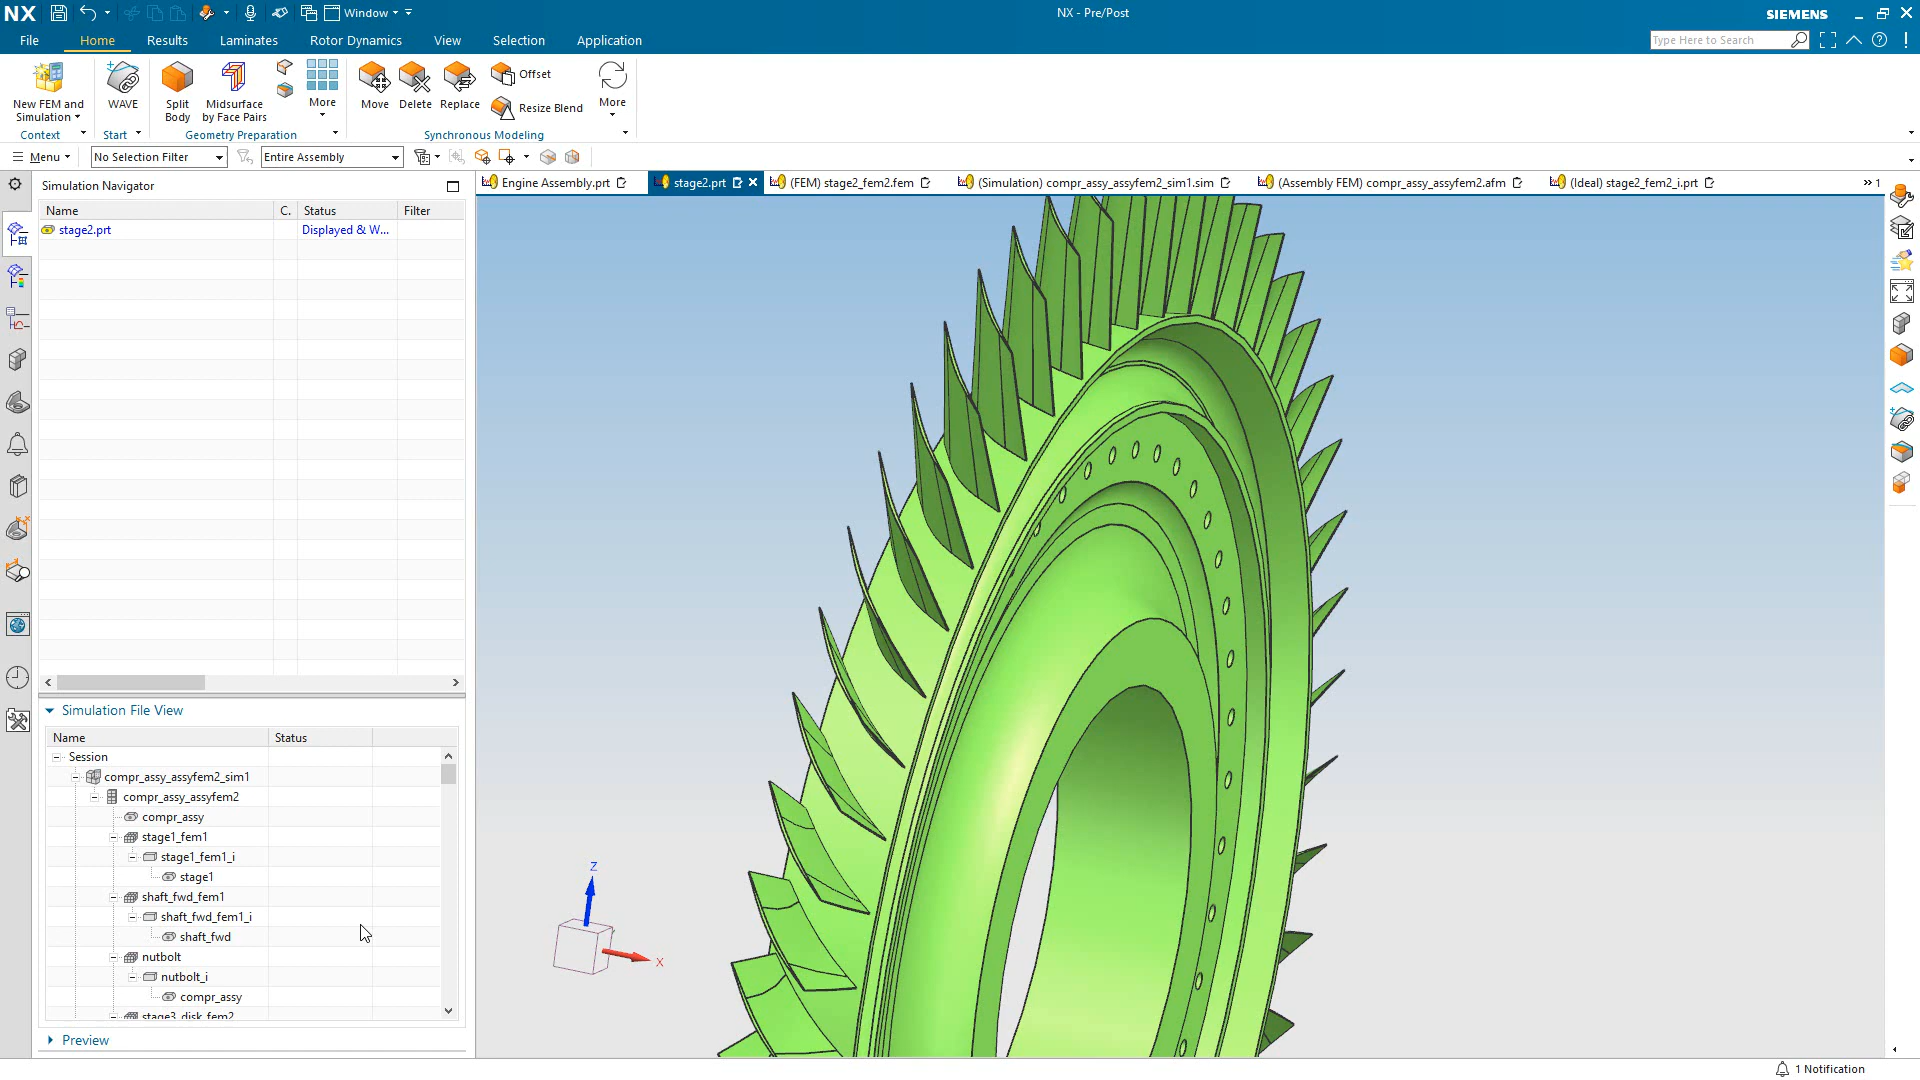 NX Window NX - Pre/Post SIEMENS
File Home Results Laminates Rotor Dynamics View Selection Application Type Here to Search
New FEM and Simulation
WAVE
Split Body
Midsurface by Face Pairs
More
Move
Delete
Replace
Offset
Resize Blend
More
Context Start Geometry Preparation Synchronous Modeling
Menu No Selection Filter Entire Assembly
Simulation Navigator
Engine Assembly.prt stage2.prt (FEM) stage2_fem2.fem (Simulation) compr_assy_assyfem2_sim1.sim (Assembly FEM) compr_assy_assyfem2.afm (Ideal) stage2_fem2_i.prt 1
Name C. Status Filter
stage2.prt Displayed & W...
Simulation File View
Name Status
Session
compr_assy_assyfem2_sim1
compr_assy_assyfem2
compr_assy
stage1_fem1
stage1_fem1_i
stage1
shaft_fwd_fem1
shaft_fwd_fem1_i
shaft_fwd
nutbolt
nutbolt_i
compr_assy
stage3_disk_fem2
Preview
Z
X
1 Notification